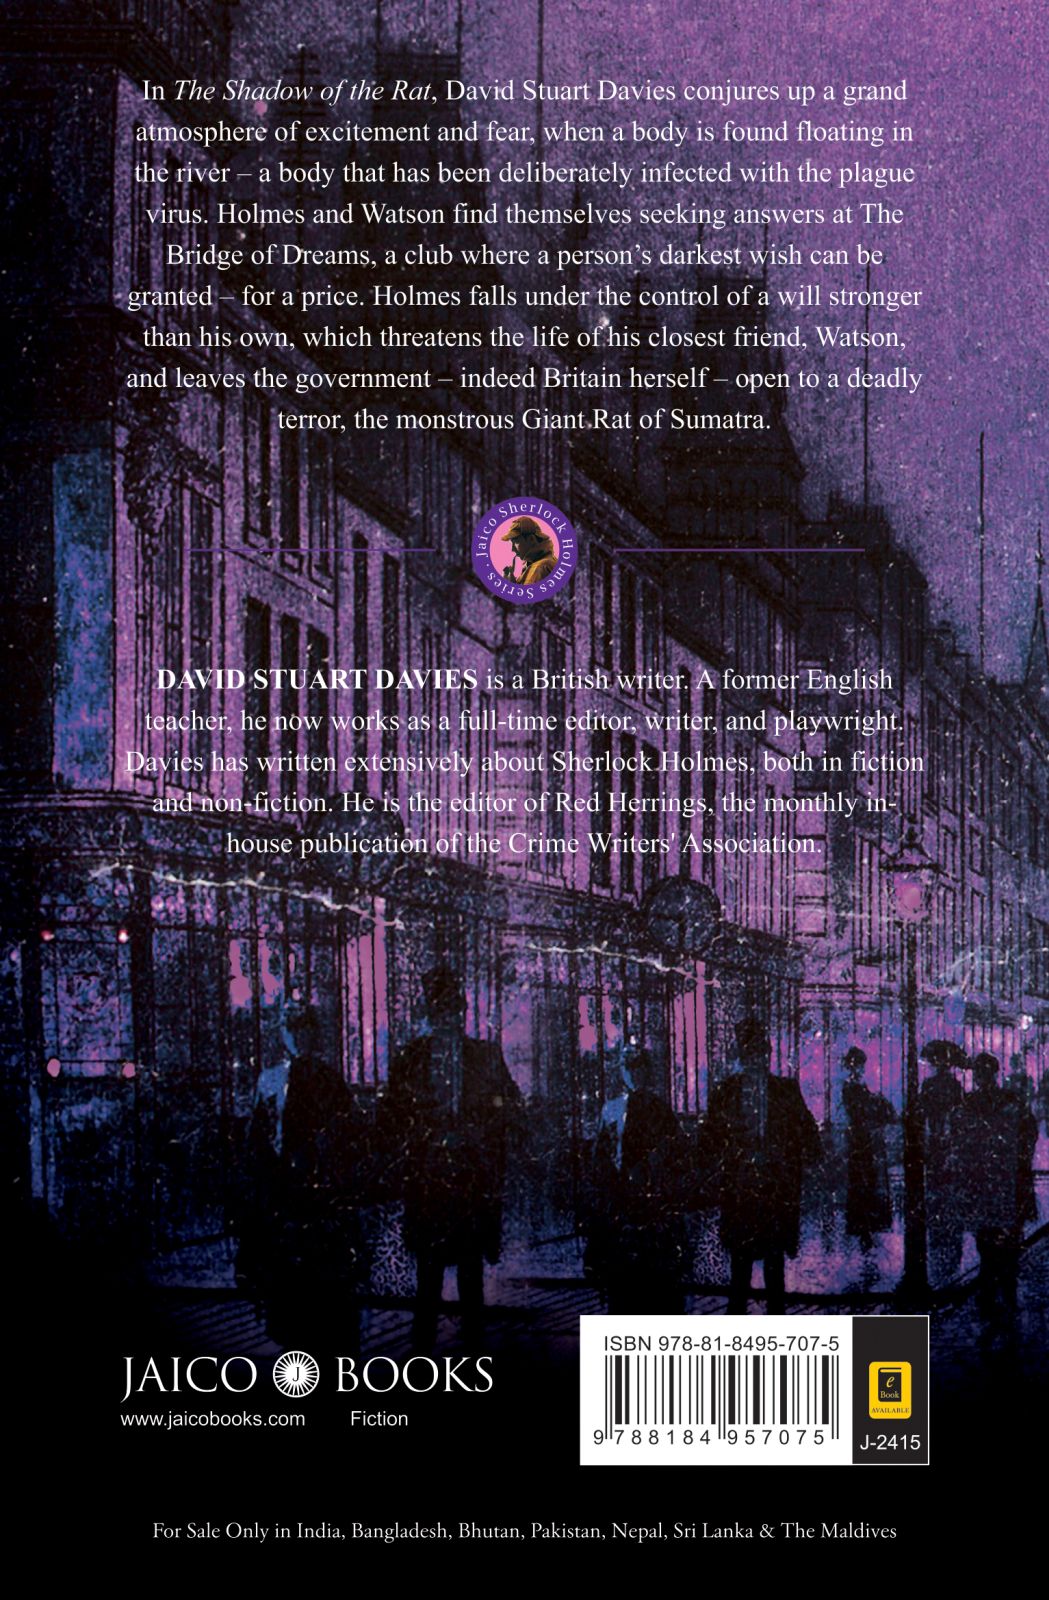 In The Shadow of the Rat, David Stuart Davies conjures up a grand
atmosphere of excitement and fear, when a body is found floating in
the river – a body that has been deliberately infected with the plague
virus. Holmes and Watson find themselves seeking answers at The
Bridge of Dreams, a club where a person’s darkest wish can be
granted – for a price. Holmes falls under the control of a will stronger
than his own, which threatens the life of his closest friend, Watson,
and leaves the government – indeed Britain herself – open to a deadly
terror, the monstrous Giant Rat of Sumatra.
Jaico Sherlock Holmes Series ·
DAVID STUART DAVIES is a British writer. A former English
teacher, he now works as a full-time editor, writer, and playwright.
Davies has written extensively about Sherlock Holmes, both in fiction
and non-fiction. He is the editor of Red Herrings, the monthly in-
house publication of the Crime Writers' Association.
JAICO J BOOKS
www.jaicobooks.com Fiction
ISBN 978-81-8495-707-5
9 788184 957075
e
Book
AVAILABLE
J-2415
For Sale Only in India, Bangladesh, Bhutan, Pakistan, Nepal, Sri Lanka & The Maldives